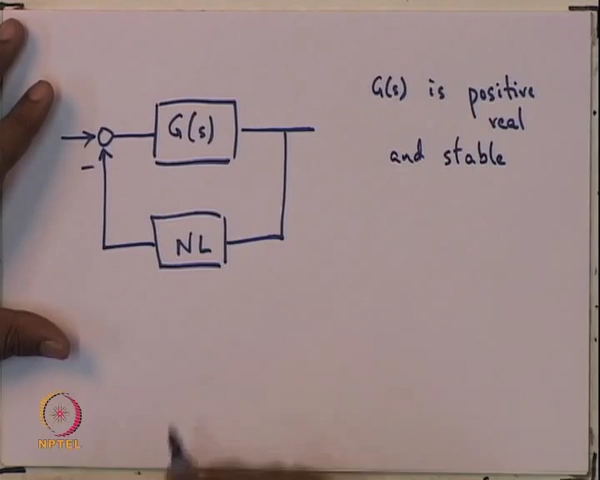 G(s) is positive
real
and stable
G(s)
-
NL
NPTEL